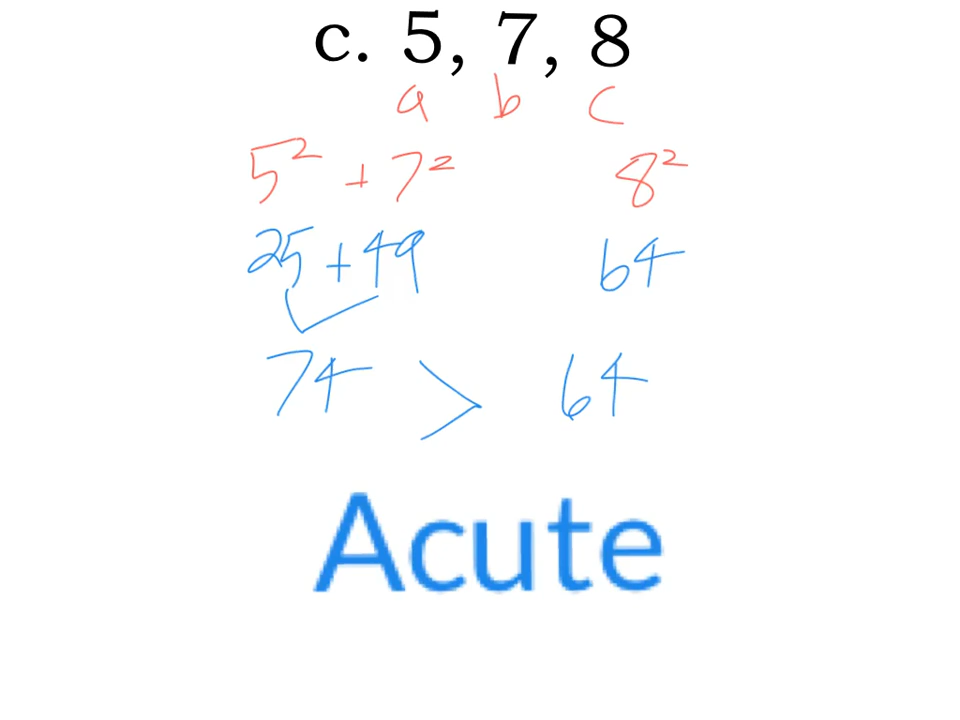 c. 5, 7, 8
a b c
5² + 7² 8²
25 + 49 64
74 > 64
Acute